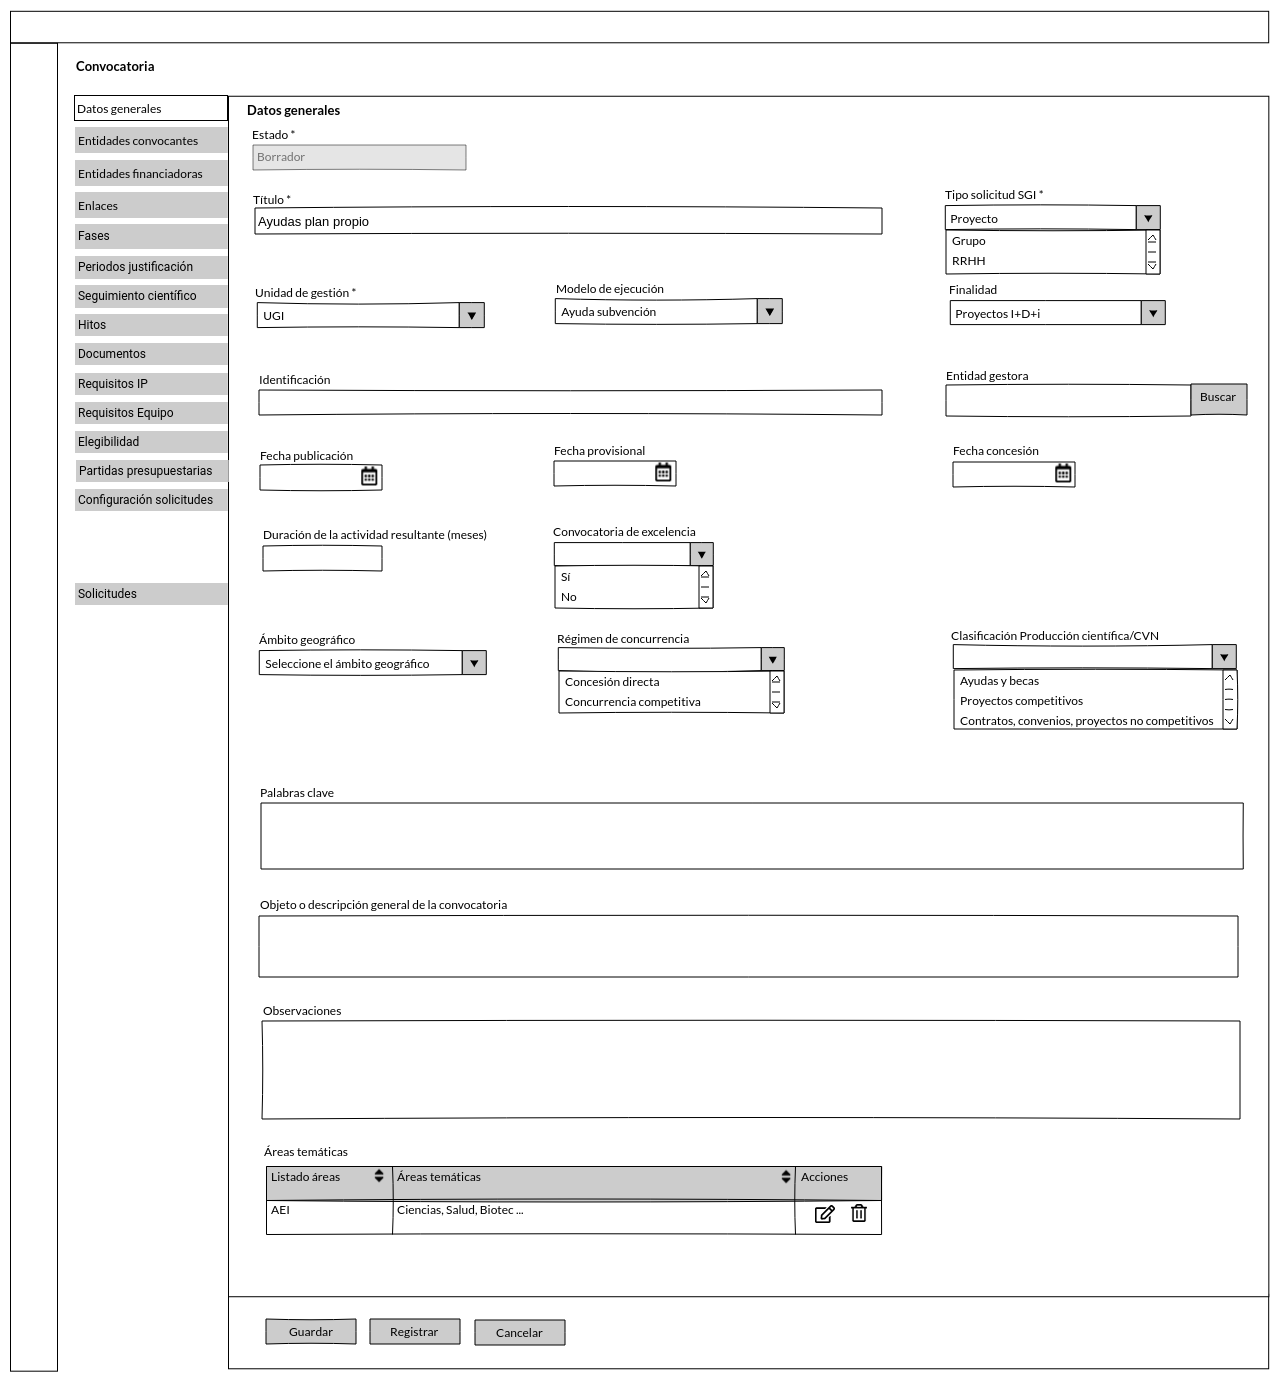 Convocatoria
Datos generales
Entidades convocantes
Entidades financiadoras
Enlaces
Fases
Periodos justificación
Seguimiento científico
Hitos
Documentos
Requisitos IP
Requisitos Equipo
Elegibilidad
Partidas presupuestarias
Configuración solicitudes
Solicitudes
Datos generales
Estado *
Borrador
Título *
Ayudas plan propio
Tipo solicitud SGI *
Proyecto
Grupo
RRHH
Unidad de gestión *
UGI
Modelo de ejecución
Ayuda subvención
Finalidad
Proyectos I+D+i
Identificación
Entidad gestora
Buscar
Fecha publicación
Fecha provisional
Fecha concesión
Duración de la actividad resultante (meses)
Convocatoria de excelencia
Sí
No
Ámbito geográfico
Seleccione el ámbito geográfico
Régimen de concurrencia
Concesión directa
Concurrencia competitiva
Clasificación Producción científica/CVN
Ayudas y becas
Proyectos competitivos
Contratos, convenios, proyectos no competitivos
Palabras clave
Objeto o descripción general de la convocatoria
Observaciones
Áreas temáticas
Listado áreas
Áreas temáticas
Acciones
AEI
Ciencias, Salud, Biotec ...
Guardar
Registrar
Cancelar